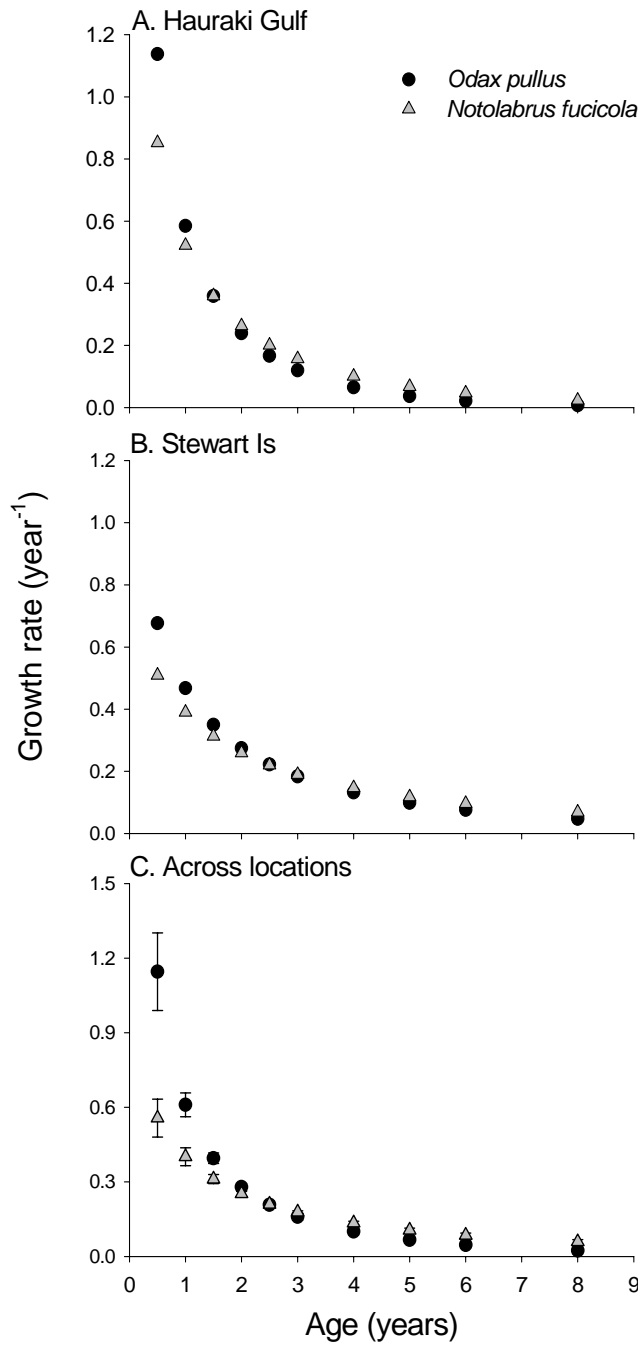 A. Hauraki Gulf
1.2
Odax pullus
1.0
Notolabrus fucicola
0.8
0.6
0.4
0.2
0.0
B. Stewart Is
1.2
1.0
0.8
0.6
0.4
0.2
0.0
Growth rate (year-1)
C. Across locations
1.5
1.2
0.9
0.6
0.3
0.0
0 1 2 3 4 5 6 7 8 9
Age (years)